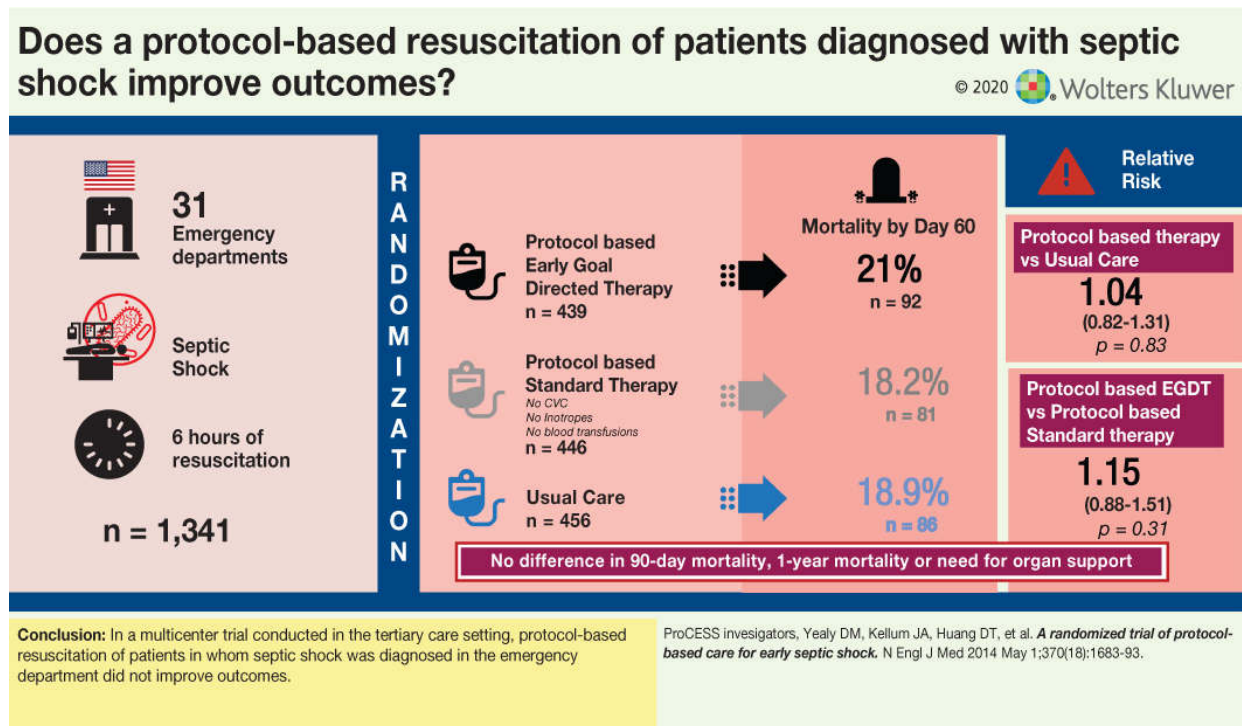 Does a protocol-based resuscitation of patients diagnosed with septic
shock improve outcomes?
© 2020 Wolters Kluwer
31
Emergency
departments
Septic
Shock
6 hours of
resuscitation
n = 1,341
RANDOMIZATION
Protocol based
Early Goal
Directed Therapy
n = 439
Protocol based
Standard Therapy
No CVC
No Inotropes
No blood transfusions
n = 446
Usual Care
n = 456
Mortality by Day 60
21%
n = 92
18.2%
n = 81
18.9%
n = 86
No difference in 90-day mortality, 1-year mortality or need for organ support
Relative
Risk
Protocol based therapy
vs Usual Care
1.04
(0.82-1.31)
p = 0.83
Protocol based EGDT
vs Protocol based
Standard therapy
1.15
(0.88-1.51)
p = 0.31
Conclusion: In a multicenter trial conducted in the tertiary care setting, protocol-based
resuscitation of patients in whom septic shock was diagnosed in the emergency
department did not improve outcomes.
ProCESS invesigators, Yealy DM, Kellum JA, Huang DT, et al. A randomized trial of protocol-
based care for early septic shock. N Engl J Med 2014 May 1;370(18):1683-93.